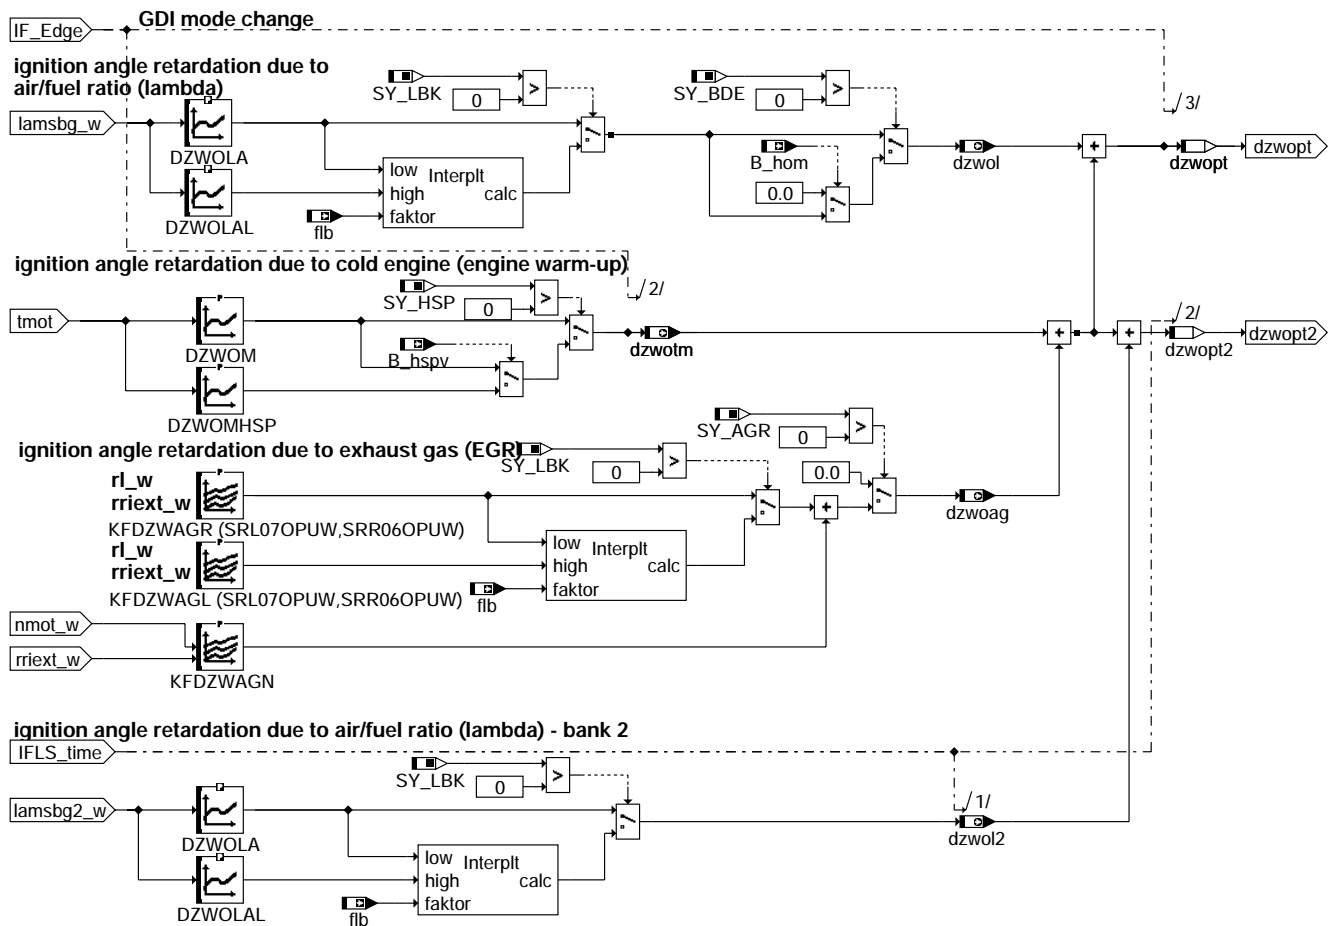 GDI mode change
IF_Edge
ignition angle retardation due to
air/fuel ratio (lambda)
SY_LBK
>
0
SY_BDE
>
0
/3/
lamsbg_w
DZWOLA
B_hom
dzwol
+
dzwopt
dzwopt
low
Interplt
high
calc
faktor
0.0
DZWOLAL
flb
ignition angle retardation due to cold engine (engine warm-up)
SY_HSP
>
0
/2/
tmot
DZWOM
B_hspv
dzwotm
+
+
/2/
dzwopt2
dzwopt2
DZWOMHSP
SY_AGR
>
0
ignition angle retardation due to exhaust gas (EGR)
SY_LBK
>
0
0.0
rl_w
rriext_w
KFDZWAGR (SRL07OPUW,SRR06OPUW)
+
dzwoag
rl_w
rriext_w
KFDZWAGL (SRL07OPUW,SRR06OPUW)
low
Interplt
high
calc
faktor
flb
nmot_w
rriext_w
KFDZWAGN
ignition angle retardation due to air/fuel ratio (lambda) - bank 2
IFLS_time
SY_LBK
>
0
lamsbg2_w
DZWOLA
/1/
dzwol2
low
Interplt
high
calc
faktor
DZWOLAL
flb